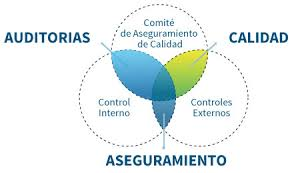 Comité
de Aseguramiento
de Calidad
AUDITORIAS
CALIDAD
Control
Interno
Controles
Externos
ASEGURAMIENTO